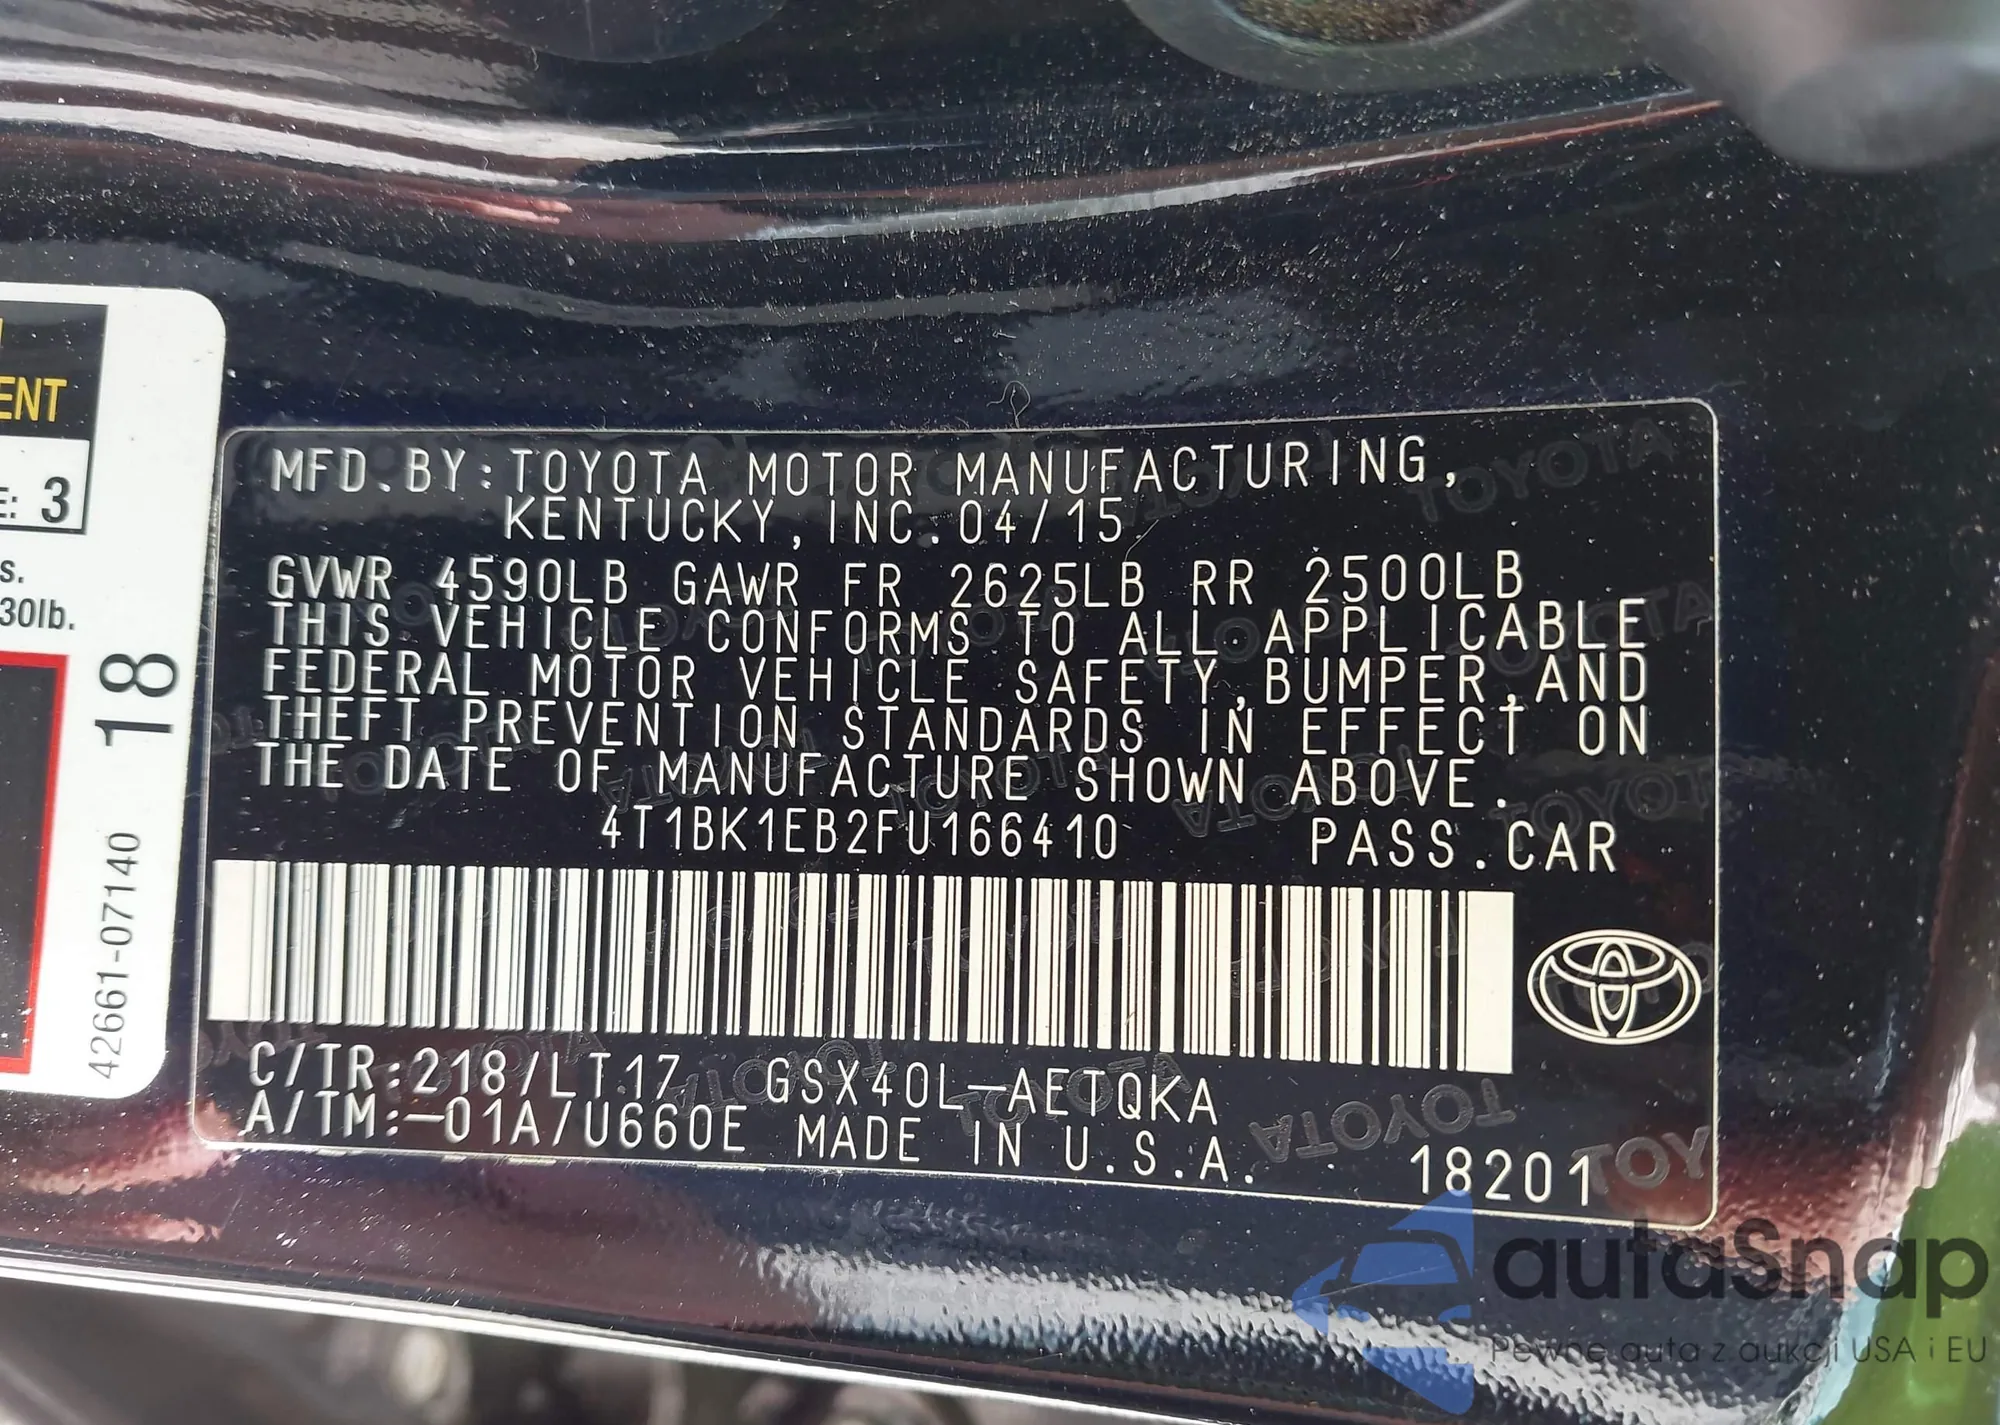 ENT
E: 3
s.
30lb.
18
42661-07140
MFD.BY:TOYOTA MOTOR MANUFACTURING,
KENTUCKY,INC.04/15
GVWR 4590LB GAWR FR 2625LB RR 2500LB
THIS VEHICLE CONFORMS TO ALL APPLICABLE
FEDERAL MOTOR VEHICLE SAFETY,BUMPER,AND
THEFT PREVENTION STANDARDS IN EFFECT ON
THE DATE OF MANUFACTURE SHOWN ABOVE.
4T1BK1EB2FU166410 PASS.CAR
C/TR:218/LT17 GSX40L-AETQKA
A/TM:-01A/U660E MADE IN U.S.A. 18201
autaSnap
Pewne auta z aukcji USA i EU